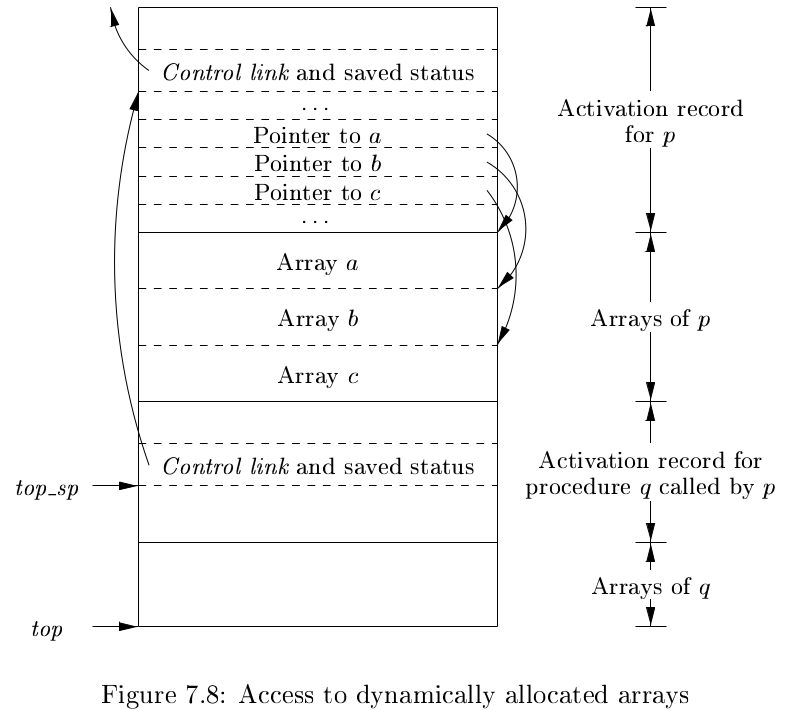 Control link and saved status
. . .
Pointer to a
Pointer to b
Pointer to c
. . .
Array a
Array b
Array c
Control link and saved status
top_sp
top
Activation record
for p
Arrays of p
Activation record for
procedure q called by p
Arrays of q
Figure 7.8: Access to dynamically allocated arrays